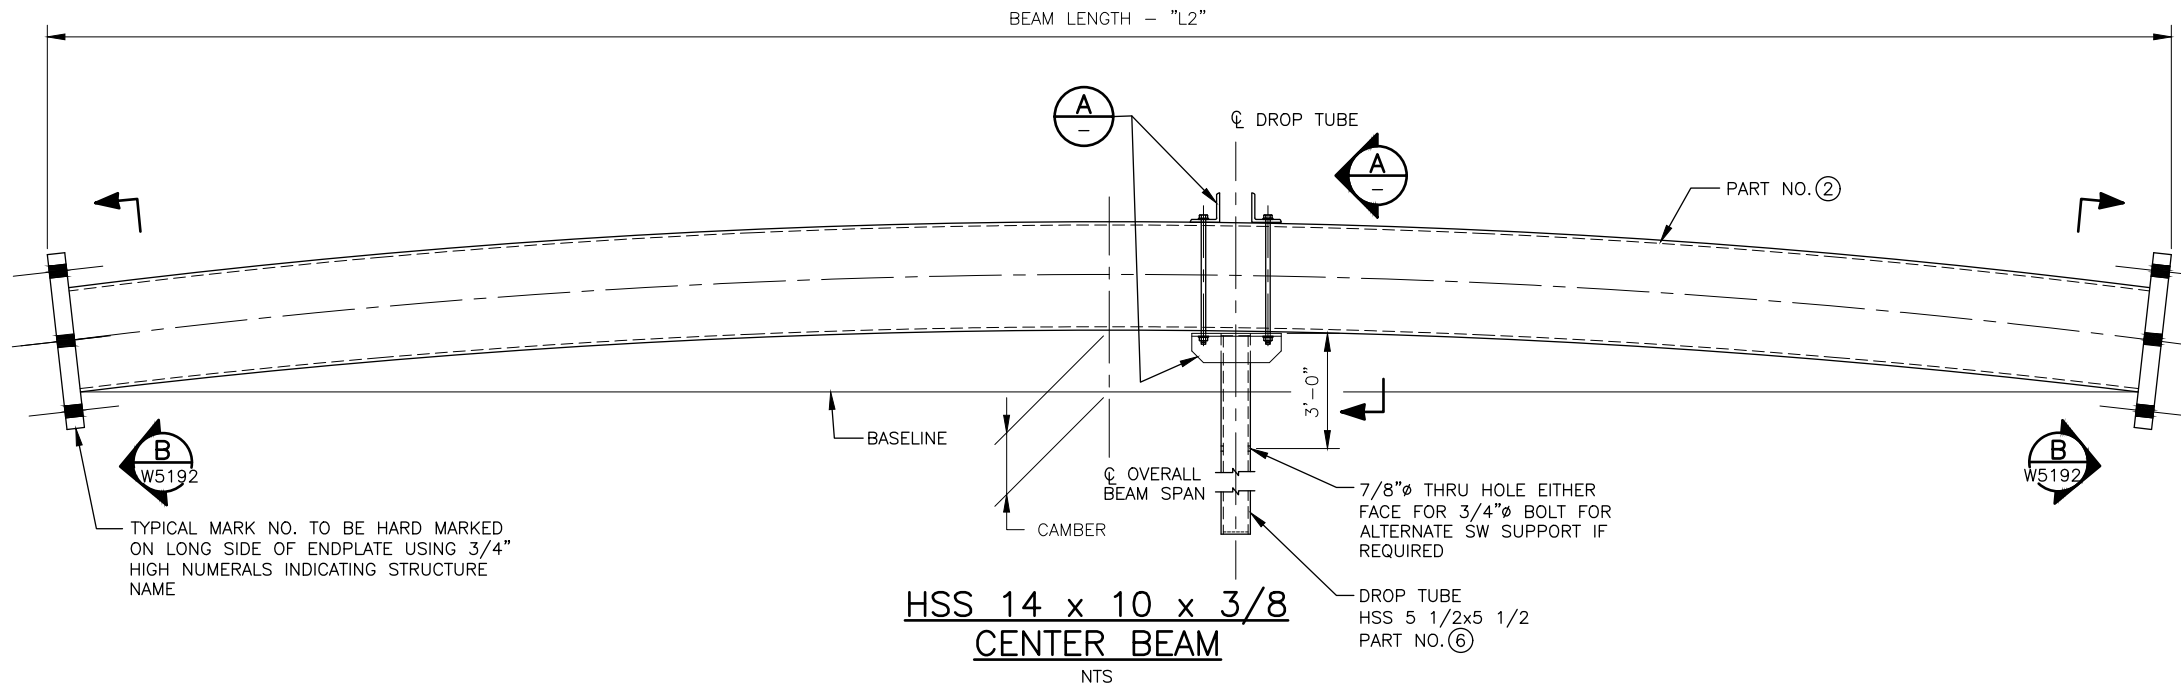 BEAM LENGTH - "L2"
A
-
℄ DROP TUBE
A
-
PART NO. 2
3'-0"
BASELINE
B
W5192
℄ OVERALL
BEAM SPAN
CAMBER
B
W5192
7/8"ø THRU HOLE EITHER
FACE FOR 3/4"ø BOLT FOR
ALTERNATE SW SUPPORT IF
REQUIRED
TYPICAL MARK NO. TO BE HARD MARKED
ON LONG SIDE OF ENDPLATE USING 3/4"
HIGH NUMERALS INDICATING STRUCTURE
NAME
DROP TUBE
HSS 5 1/2x5 1/2
PART NO. 6
HSS 14 x 10 x 3/8
CENTER BEAM
NTS